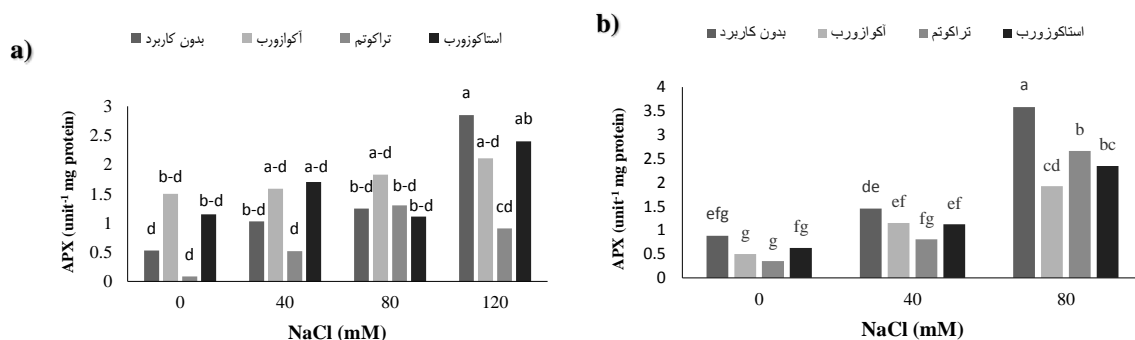 a)
بدون کاربرد آکوازورب تراکوتم استاکوزورب
APX (unit-1 mg protein)
3
2.5
2
1.5
1
0.5
0
d b-d d b-d
b-d a-d d a-d
b-d a-d b-d b-d
a a-d cd ab
0 40 80 120
NaCl (mM)
b)
بدون کاربرد آکوازورب تراکوتم استاکوزورب
APX (unit-1 mg protein)
4
3.5
3
2.5
2
1.5
1
0.5
0
efg g g fg
de ef fg ef
a cd b bc
0 40 80
NaCl (mM)